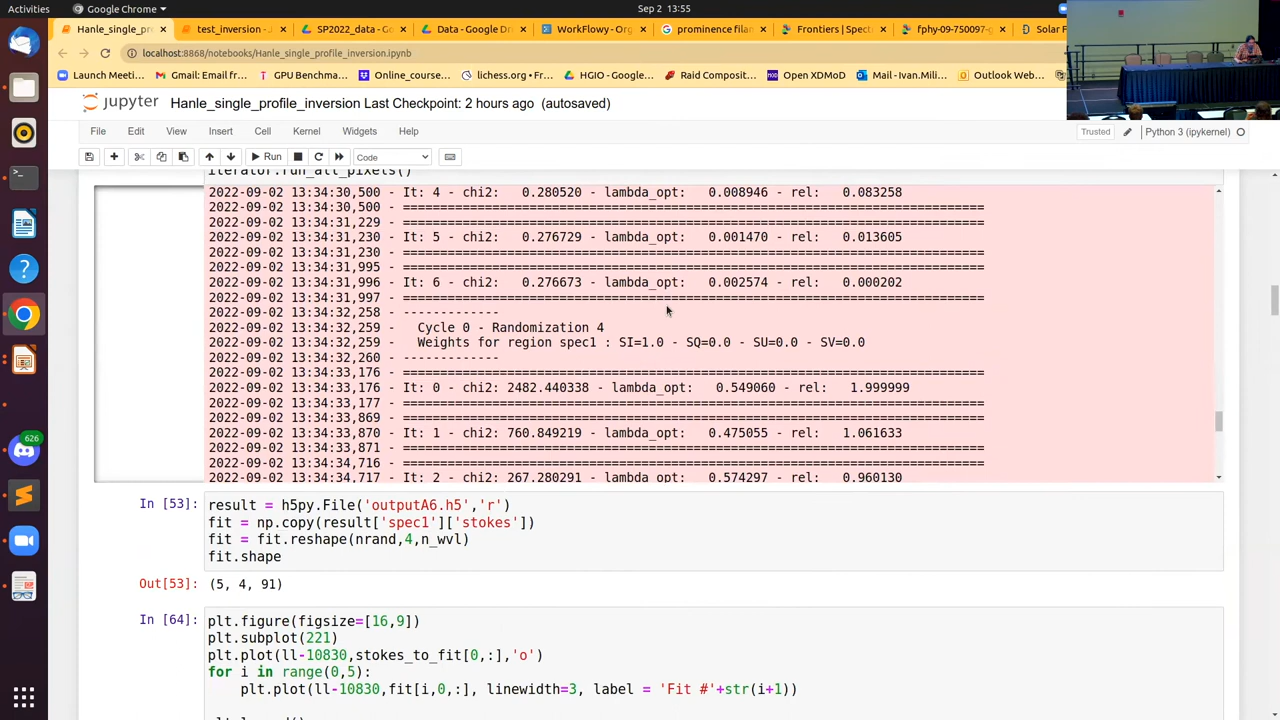 Activities
Google Chrome
Sep 2 13:55
Hanle_single_profile_inversi
test_inversion -
SP2022_data - Go
Data - Google Dr
WorkFlowy - Org
prominence filam
Frontiers | Spect
fphy-09-750097-
Solar F
localhost:8868/notebooks/Hanle_single_profile_inversion.ipynb
Launch Meeti...
Gmail: Email fr...
GPU Benchma...
Online_course...
lichess.org • Fr...
HGIO - Google...
Raid Composit...
Open XDMoD
Mail - Ivan.Mili...
Outlook Web...
jupyter
Hanle_single_profile_inversion Last Checkpoint: 2 hours ago (autosaved)
File Edit View Insert Cell Kernel Widgets Help
Trusted
Python 3 (ipykernel)
Run
Code
iterator.run_all_pixels()
2022-09-02 13:34:30,500 - It: 4 - chi2: 0.280520 - lambda_opt: 0.008946 - rel: 0.083258
2022-09-02 13:34:30,500 - ============================================================================
2022-09-02 13:34:31,229 - ============================================================================
2022-09-02 13:34:31,230 - It: 5 - chi2: 0.276729 - lambda_opt: 0.001470 - rel: 0.013605
2022-09-02 13:34:31,230 - ============================================================================
2022-09-02 13:34:31,995 - ============================================================================
2022-09-02 13:34:31,996 - It: 6 - chi2: 0.276673 - lambda_opt: 0.002574 - rel: 0.000202
2022-09-02 13:34:31,997 - ============================================================================
2022-09-02 13:34:32,258 - -------------
2022-09-02 13:34:32,259 - Cycle 0 - Randomization 4
2022-09-02 13:34:32,259 - Weights for region spec1 : SI=1.0 - SQ=0.0 - SU=0.0 - SV=0.0
2022-09-02 13:34:32,260 - -------------
2022-09-02 13:34:33,176 - ============================================================================
2022-09-02 13:34:33,176 - It: 0 - chi2: 2482.440338 - lambda_opt: 0.549060 - rel: 1.999999
2022-09-02 13:34:33,177 - ============================================================================
2022-09-02 13:34:33,869 - ============================================================================
2022-09-02 13:34:33,870 - It: 1 - chi2: 760.849219 - lambda_opt: 0.475055 - rel: 1.061633
2022-09-02 13:34:33,871 - ============================================================================
2022-09-02 13:34:34,716 - ============================================================================
2022-09-02 13:34:34,717 - It: 2 - chi2: 267.280291 - lambda_opt: 0.574297 - rel: 0.960130
In [53]:
result = h5py.File('outputA6.h5','r')
fit = np.copy(result['spec1']['stokes'])
fit = fit.reshape(nrand,4,n_wvl)
fit.shape
Out[53]: (5, 4, 91)
In [64]:
plt.figure(figsize=[16,9])
plt.subplot(221)
plt.plot(ll-10830,stokes_to_fit[0,:],'o')
for i in range(0,5):
plt.plot(ll-10830,fit[i,0,:], linewidth=3, label = 'Fit #'+str(i+1))
626